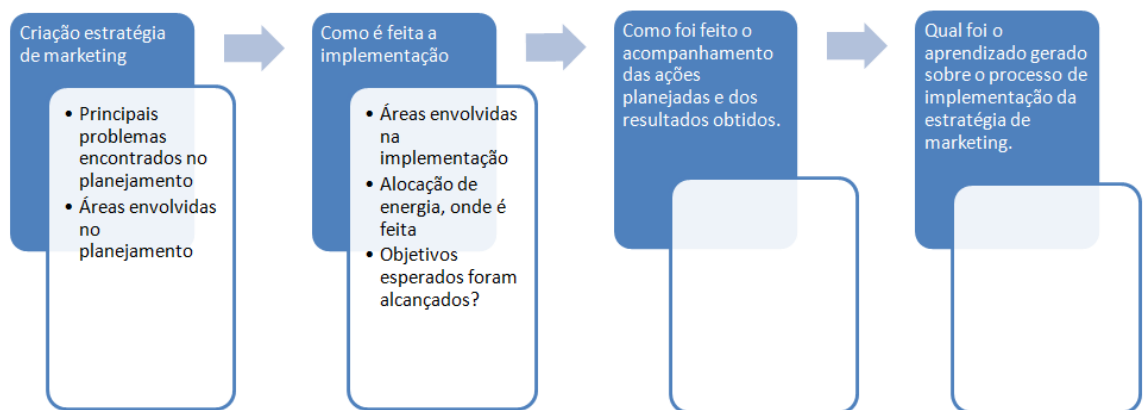 Criação estratégia
de marketing
• Principais
problemas
encontrados no
planejamento
• Áreas envolvidas
no
planejamento
Como é feita a
implementação
• Áreas envolvidas
na
implementação
• Alocação de
energia, onde é
feita
• Objetivos
esperados foram
alcançados?
Como foi feito o
acompanhamento
das ações
planejadas e dos
resultados obtidos.
Qual foi o
aprendizado gerado
sobre o processo de
implementação da
estratégia de
marketing.